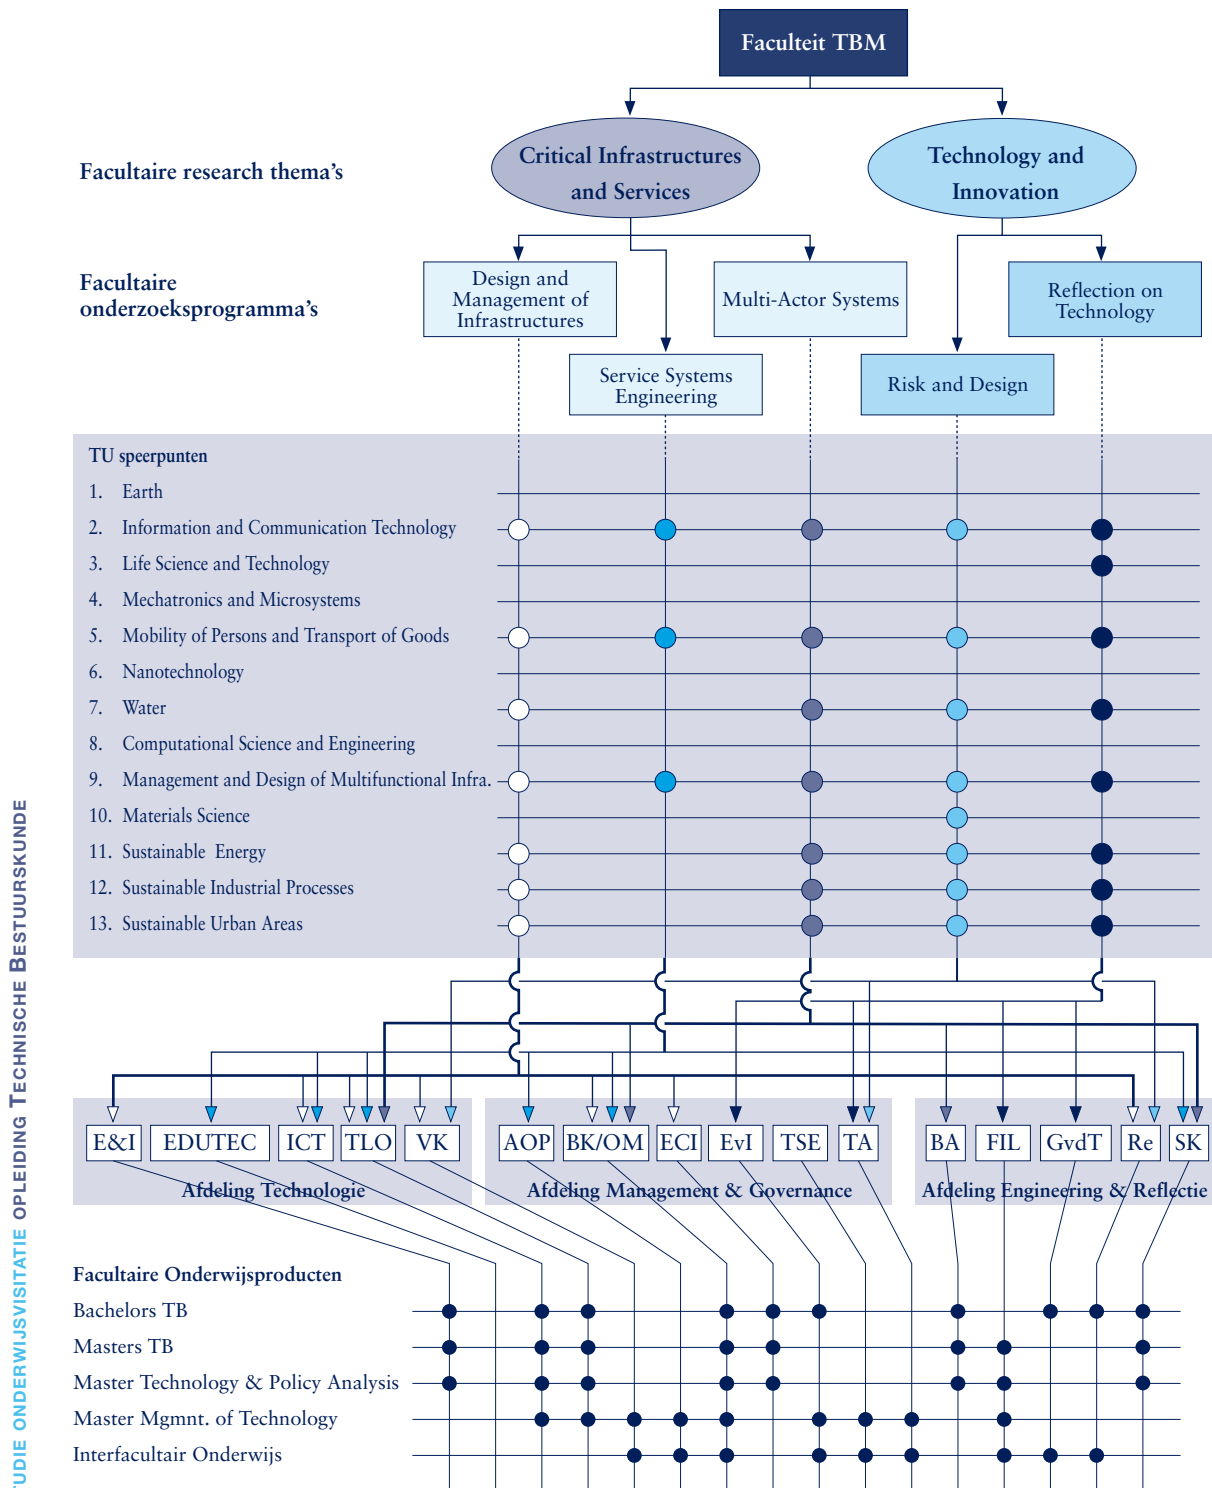 Faculteit TBM
Facultaire research thema's
Critical Infrastructures
and Services
Technology and
Innovation
Facultaire
onderzoeksprogramma's
Design and
Management of
Infrastructures
Multi-Actor Systems
Reflection on
Technology
Service Systems
Engineering
Risk and Design
TU speerpunten
1. Earth
2. Information and Communication Technology
3. Life Science and Technology
4. Mechatronics and Microsystems
5. Mobility of Persons and Transport of Goods
6. Nanotechnology
7. Water
8. Computational Science and Engineering
9. Management and Design of Multifunctional Infra.
10. Materials Science
11. Sustainable Energy
12. Sustainable Industrial Processes
13. Sustainable Urban Areas
E&I EDUTEC ICT TLO VK AOP BK/OM ECI EvI TSE TA BA FIL GvdT Re SK
Afdeling Technologie
Afdeling Management & Governance
Afdeling Engineering & Reflectie
Facultaire Onderwijsproducten
Bachelors TB
Masters TB
Master Technology & Policy Analysis
Master Mgmnt. of Technology
Interfacultair Onderwijs
ONDERWIJSVISITATIE OPLEIDING TECHNISCHE BESTUURSKUNDE